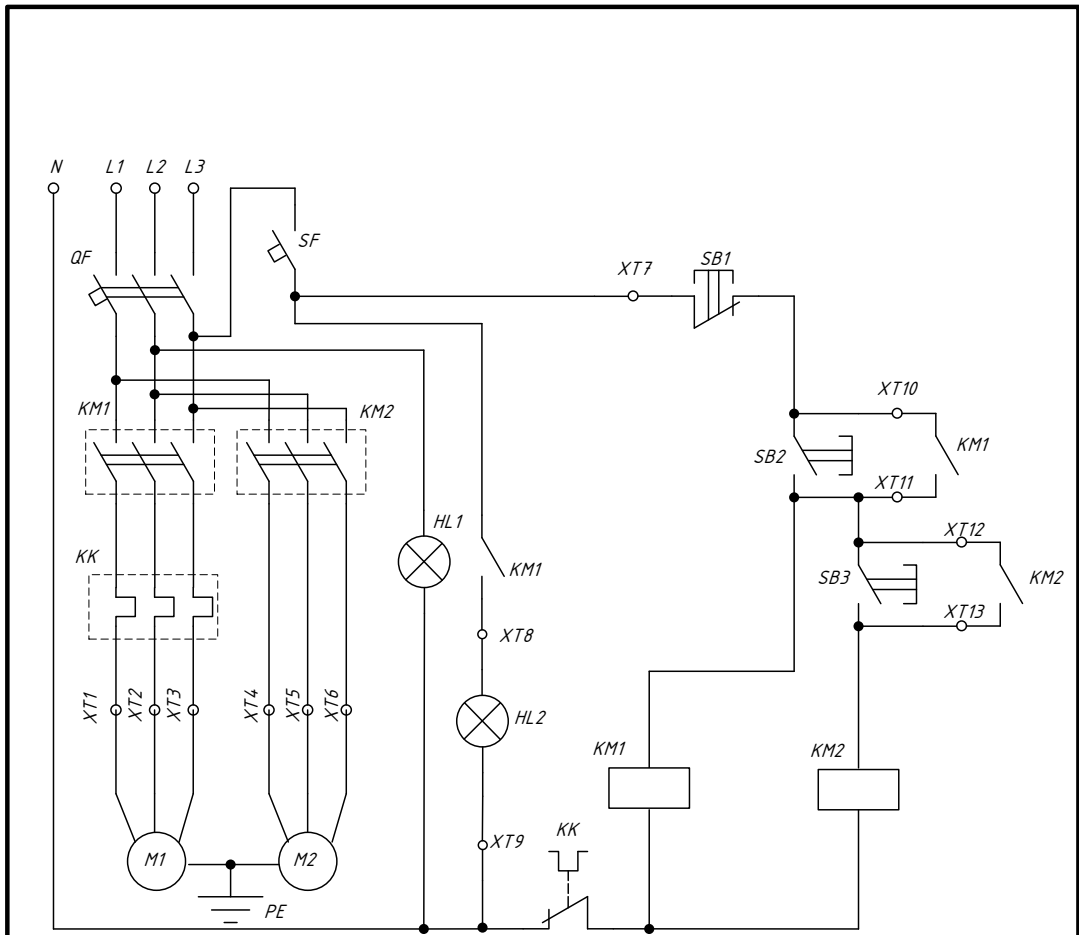 N L1 L2 L3
SF
QF
XT7
SB1
KM1
KM2
XT10
SB2
KM1
XT11
HL1
XT12
KK
KM1
SB3
KM2
XT13
XT8
XT1 XT2 XT3 XT4 XT5 XT6
HL2
KM1
KM2
KK
XT9
M1
M2
PE